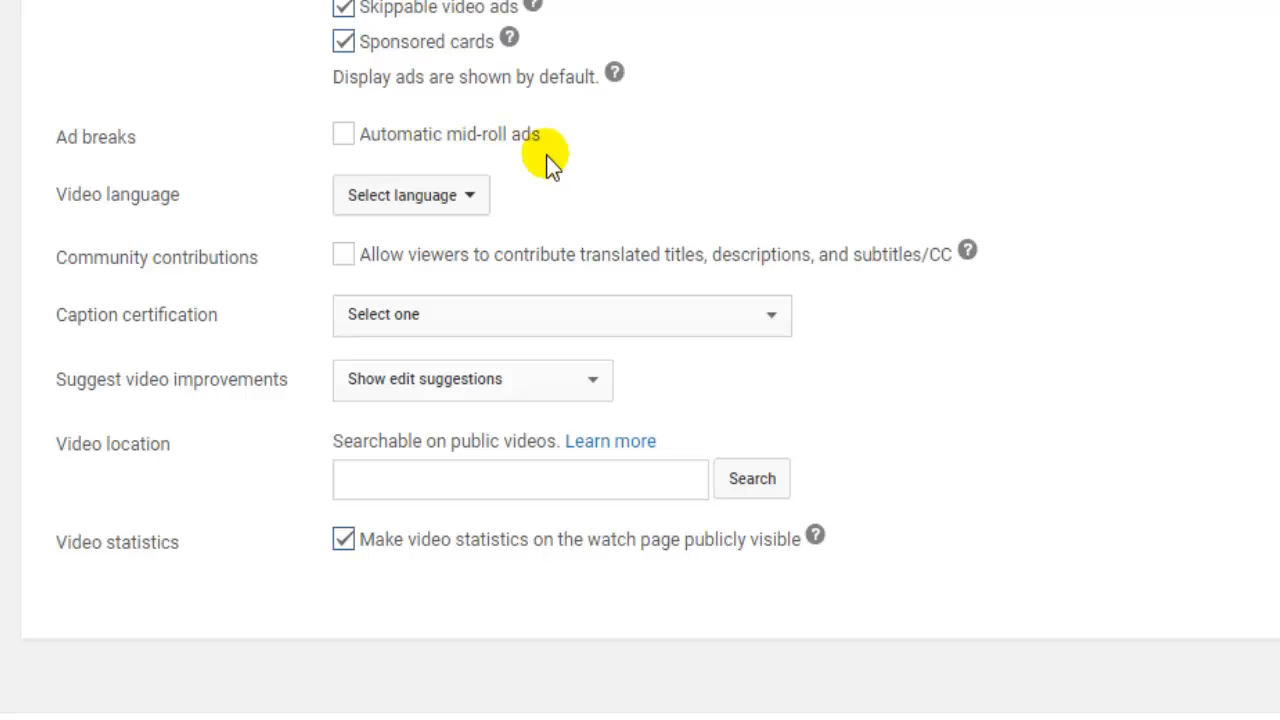 Skippable video ads ?
Sponsored cards ?
Display ads are shown by default. ?
Ad breaks Automatic mid-roll ads
Video language Select language
Community contributions Allow viewers to contribute translated titles, descriptions, and subtitles/CC ?
Caption certification Select one
Suggest video improvements Show edit suggestions
Video location Searchable on public videos. Learn more
Search
Video statistics Make video statistics on the watch page publicly visible ?